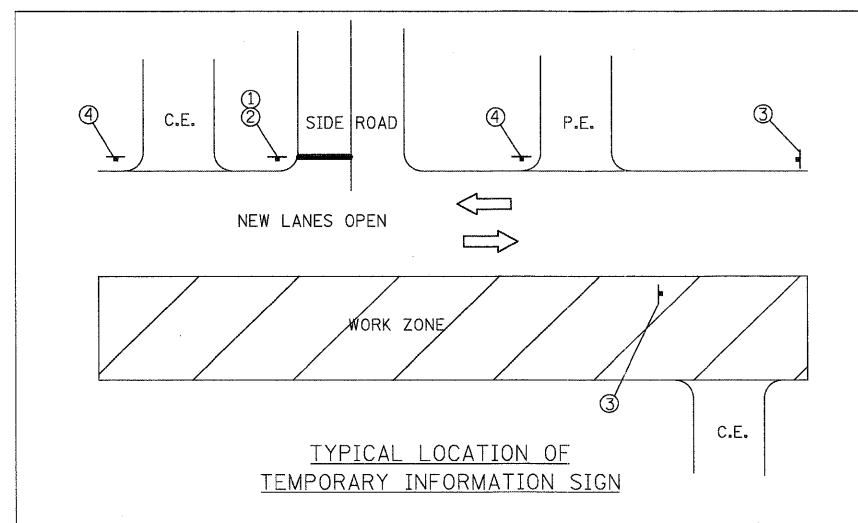 1
4
C.E.
2
SIDE ROAD
4
P.E.
3
NEW LANES OPEN
WORK ZONE
3
C.E.
TYPICAL LOCATION OF
TEMPORARY INFORMATION SIGN